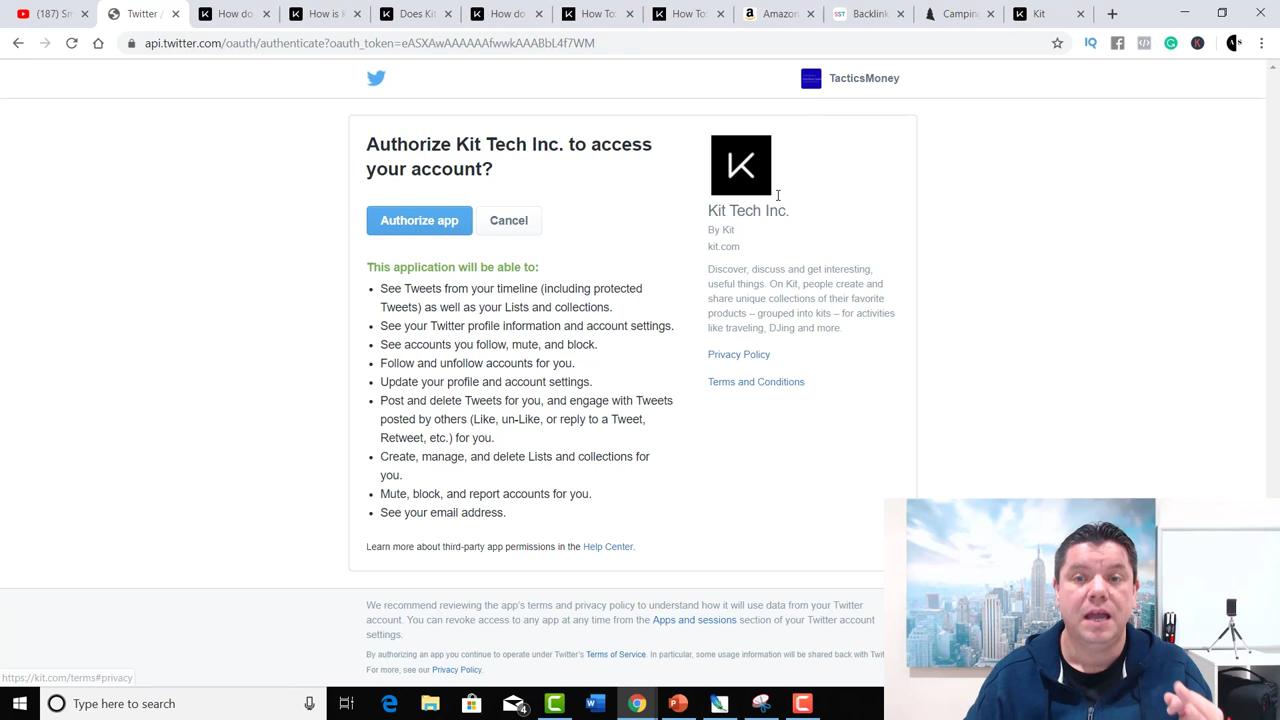 (187) S
Twitter /
How do
How is
Does Kit
How To:
How To:
Amazon
SST
Backlink
Campin
Kit
api.twitter.com/oauth/authenticate?oauth_token=eASXAwAAAAAAfwwkAAABbL4f7WM
IQ
TacticsMoney
Authorize Kit Tech Inc. to access
your account?
Authorize app
Cancel
This application will be able to:
See Tweets from your timeline (including protected
Tweets) as well as your Lists and collections.
See your Twitter profile information and account settings.
See accounts you follow, mute, and block.
Follow and unfollow accounts for you.
Update your profile and account settings.
Post and delete Tweets for you, and engage with Tweets
posted by others (Like, un-Like, or reply to a Tweet,
Retweet, etc.) for you.
Create, manage, and delete Lists and collections for
you.
Mute, block, and report accounts for you.
See your email address.
Learn more about third-party app permissions in the Help Center.
Kit Tech Inc.
By Kit
kit.com
Discover, discuss and get interesting,
useful things. On Kit, people create and
share unique collections of their favorite
products – grouped into kits – for activities
like traveling, DJing and more.
Privacy Policy
Terms and Conditions
We recommend reviewing the app's terms and privacy policy to understand how it will use data from your Twitter
account. You can revoke access to any app at any time from the Apps and sessions section of your Twitter account
settings.
By authorizing an app you continue to operate under Twitter's Terms of Service. In particular, some usage information will be shared back with Twit
For more, see our Privacy Policy.
https://kit.com/terms#privacy
Type here to search
4